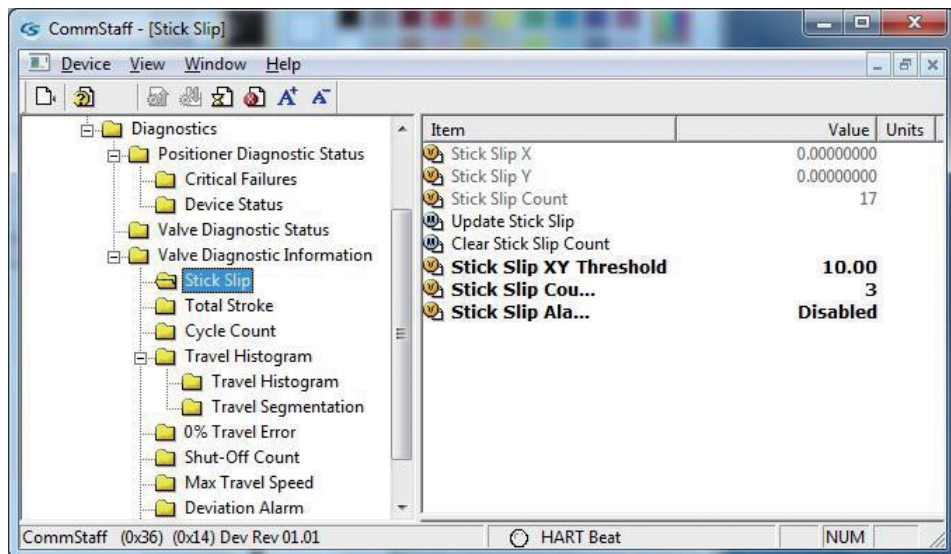 CommStaff - [Stick Slip]
Device View Window Help
Diagnostics
Positioner Diagnostic Status
Critical Failures
Device Status
Valve Diagnostic Status
Valve Diagnostic Information
Stick Slip
Total Stroke
Cycle Count
Travel Histogram
Travel Histogram
Travel Segmentation
0% Travel Error
Shut-Off Count
Max Travel Speed
Deviation Alarm
Item Value Units
Stick Slip X 0.00000000
Stick Slip Y 0.00000000
Stick Slip Count 17
Update Stick Slip
Clear Stick Slip Count
Stick Slip XY Threshold 10.00
Stick Slip Cou... 3
Stick Slip Ala... Disabled
CommStaff (0x36) (0x14) Dev Rev 01.01 HART Beat NUM